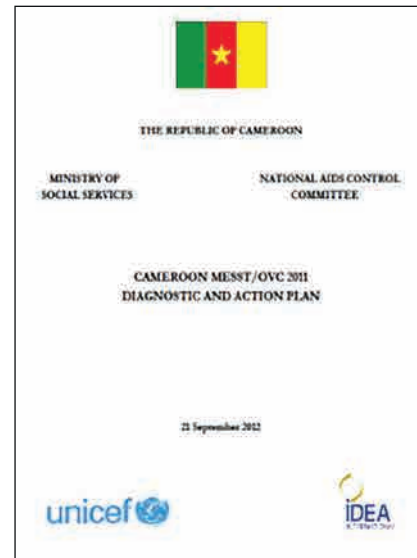 THE REPUBLIC OF CAMEROON
MINISTRY OF
SOCIAL SERVICES
NATIONAL AIDS CONTROL
COMMITTEE
CAMEROON MESST/OVC 2011
DIAGNOSTIC AND ACTION PLAN
21 September 2012
unicef
iDEA
INTERNATIONAL